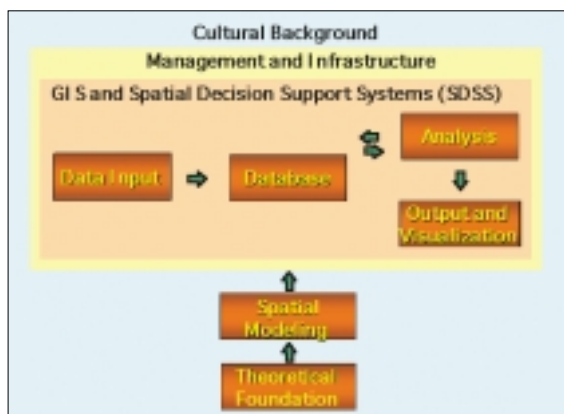 Cultural Background
Management and Infrastructure
GIS and Spatial Decision Support Systems (SDSS)
Analysis
Data Input
Database
Output and
Visualization
Spatial
Modeling
Theoretical
Foundation